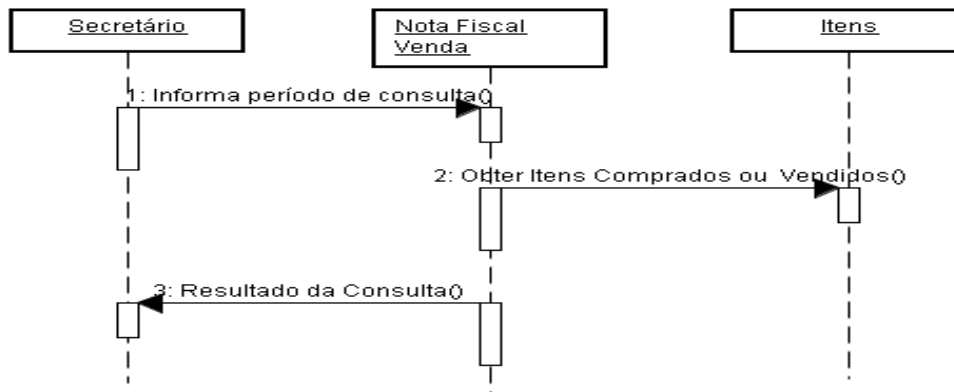 Secretário
Nota Fiscal
Venda
Itens
1: Informa período de consulta()
2: Obter Itens Comprados ou Vendidos()
3: Resultado da Consulta()